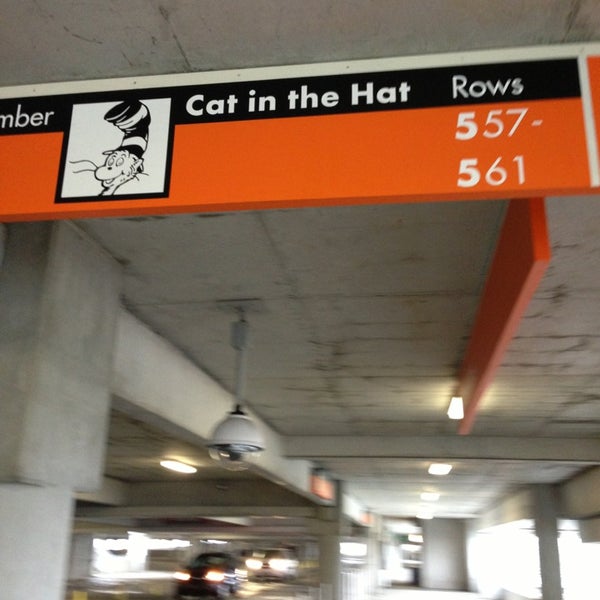 mber
Cat in the Hat
Rows
557-
561